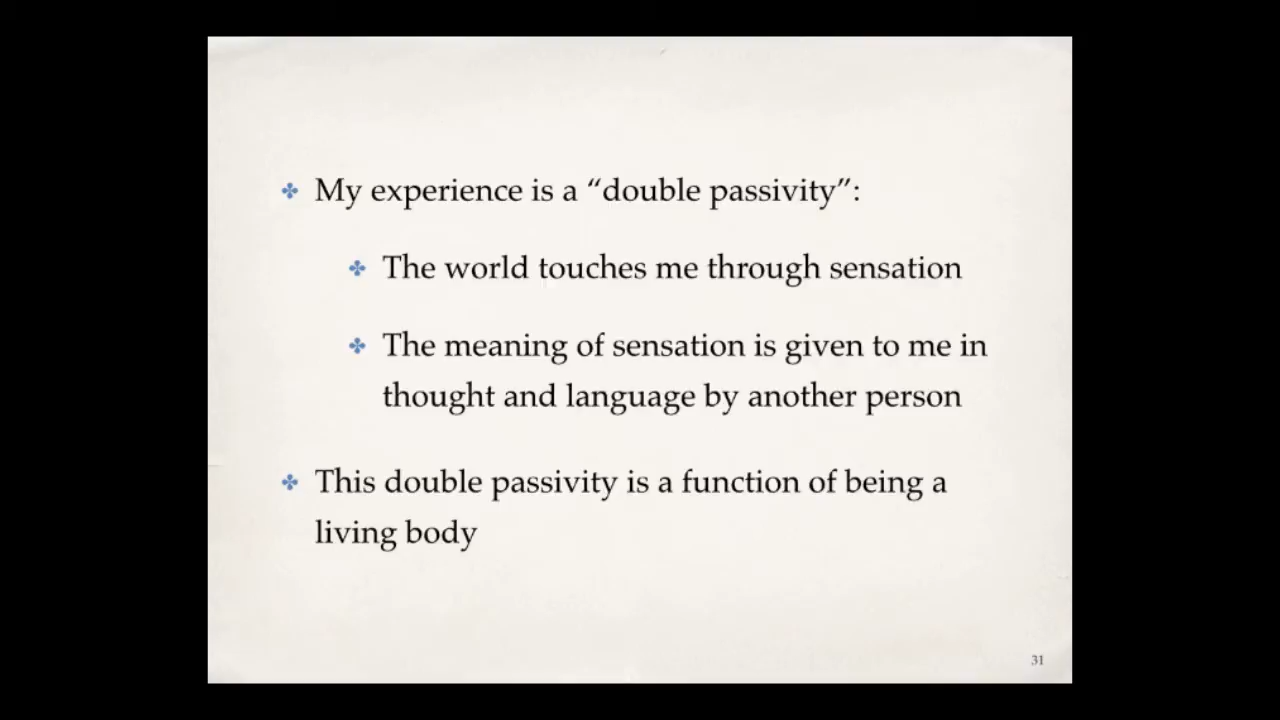 My experience is a “double passivity”:
The world touches me through sensation
The meaning of sensation is given to me in
thought and language by another person
This double passivity is a function of being a
living body
31